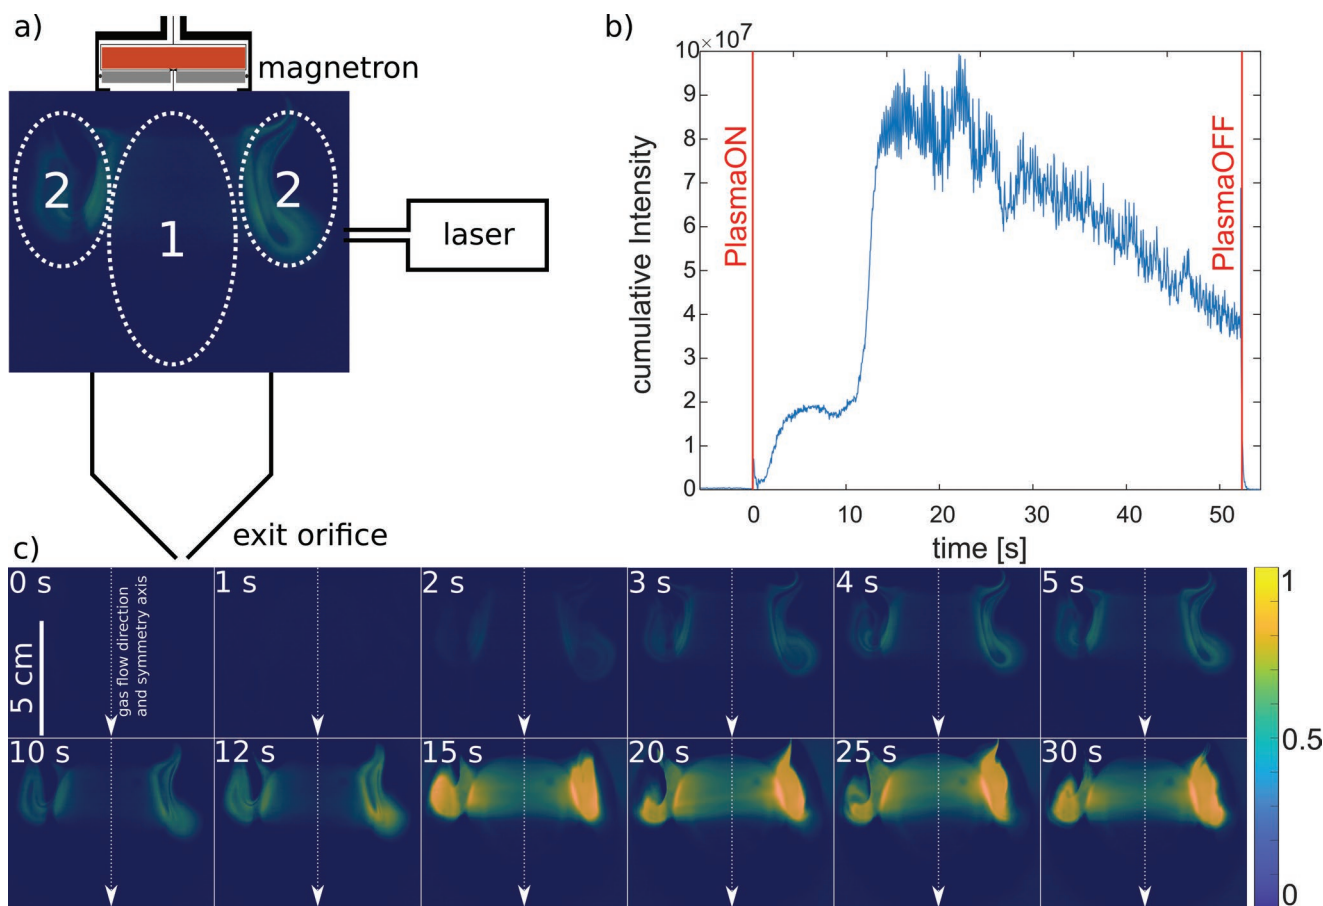 a)
magnetron
2
1
2
laser
exit orifice
b)
10×10⁷
9
8
7
6
5
4
3
2
1
0
cumulative Intensity
PlasmaON
PlasmaOFF
0
10
20
30
40
50
time [s]
c)
0 s
1 s
2 s
3 s
4 s
5 s
5 cm
gas flow direction
and symmetry axis
10 s
12 s
15 s
20 s
25 s
30 s
1
0.5
0